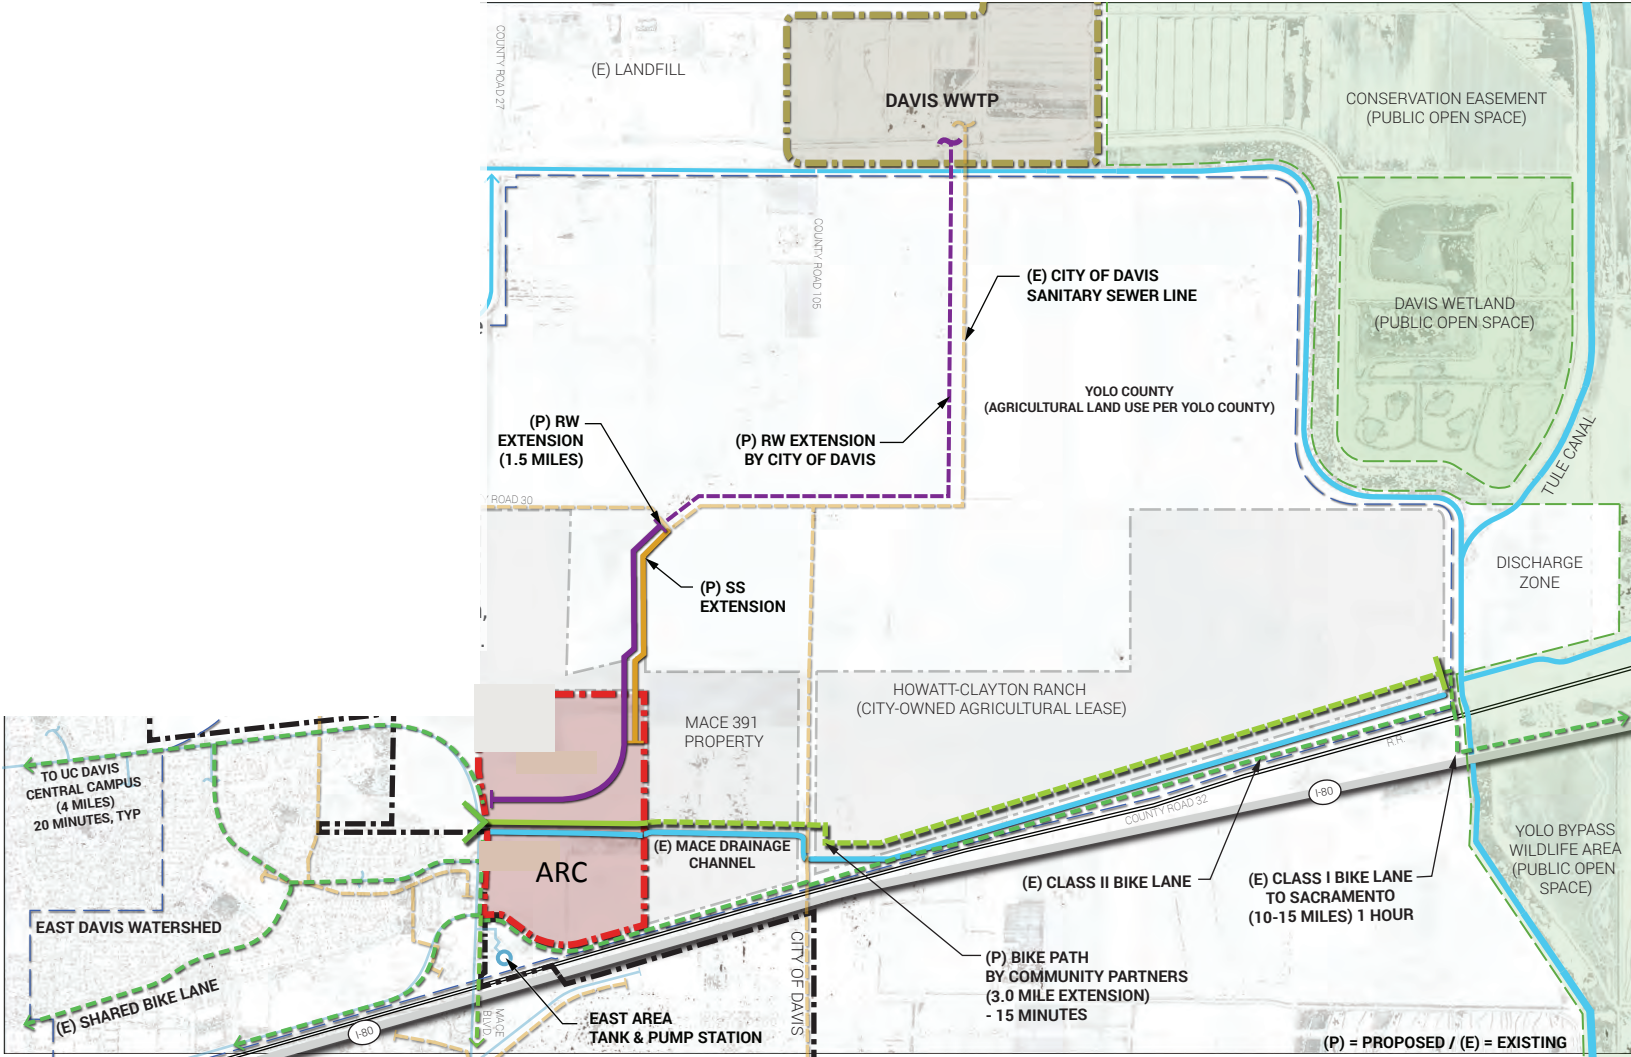 COUNTY ROAD 27
(E) LANDFILL
DAVIS WWTP
CONSERVATION EASEMENT
(PUBLIC OPEN SPACE)
COUNTY ROAD 105
(E) CITY OF DAVIS
SANITARY SEWER LINE
DAVIS WETLAND
(PUBLIC OPEN SPACE)
YOLO COUNTY
(AGRICULTURAL LAND USE PER YOLO COUNTY)
(P) RW
EXTENSION
(1.5 MILES)
(P) RW EXTENSION
BY CITY OF DAVIS
TULE CANAL
ROAD 30
(P) SS
EXTENSION
DISCHARGE
ZONE
HOWATT-CLAYTON RANCH
(CITY-OWNED AGRICULTURAL LEASE)
MACE 391
PROPERTY
R.R.
I-80
COUNTY ROAD 32
TO UC DAVIS
CENTRAL CAMPUS
(4 MILES)
20 MINUTES, TYP
(E) MACE DRAINAGE
CHANNEL
ARC
YOLO BYPASS
WILDLIFE AREA
(PUBLIC OPEN
SPACE)
(E) CLASS II BIKE LANE
(E) CLASS I BIKE LANE
TO SACRAMENTO
(10-15 MILES) 1 HOUR
EAST DAVIS WATERSHED
(E) SHARED BIKE LANE
CITY OF DAVIS
(P) BIKE PATH
BY COMMUNITY PARTNERS
(3.0 MILE EXTENSION)
- 15 MINUTES
I-80
MACE
BLVD
EAST AREA
TANK & PUMP STATION
(P) = PROPOSED / (E) = EXISTING